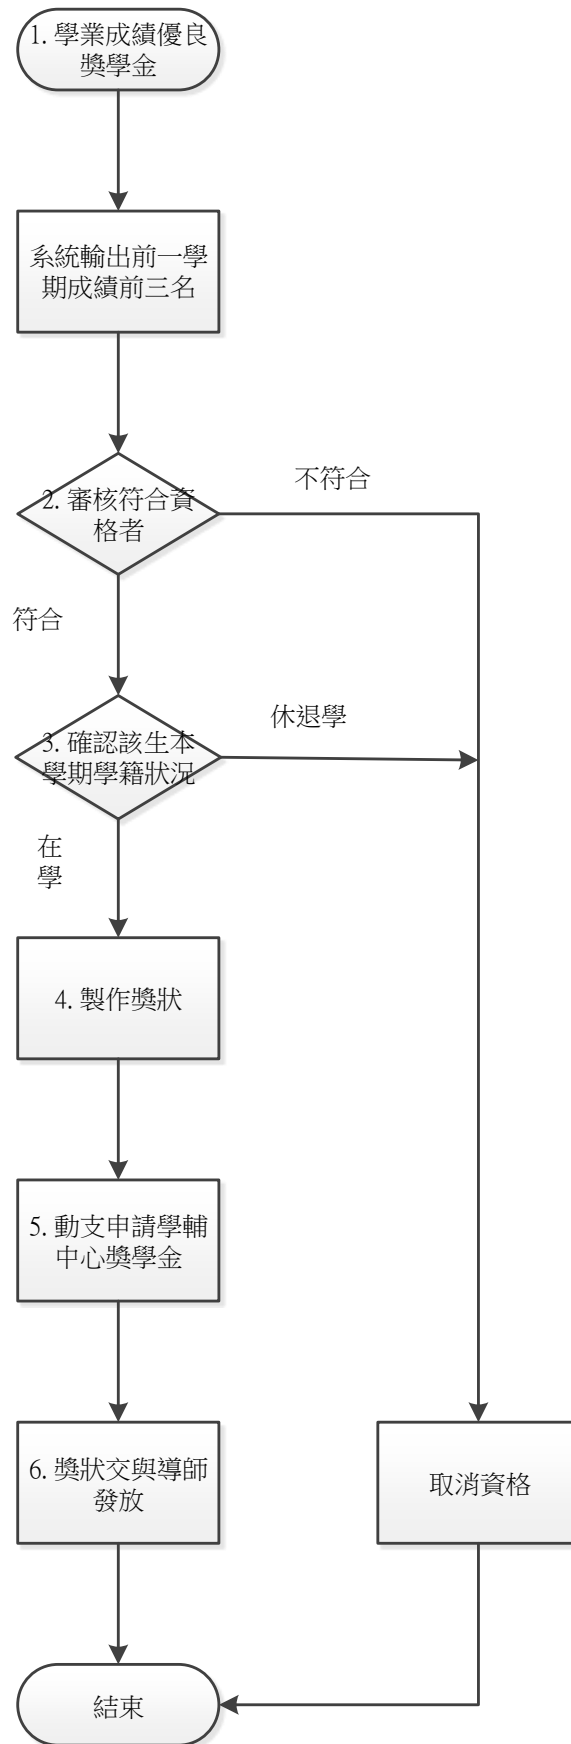 1. 學業成績優良
獎學金
系統輸出前一學
期成績前三名
2. 審核符合資
格者
不符合
符合
3. 確認該生本
學期學籍狀況
休退學
在
學
4. 製作獎狀
5. 動支申請學輔
中心獎學金
6. 獎狀交與導師
發放
取消資格
結束